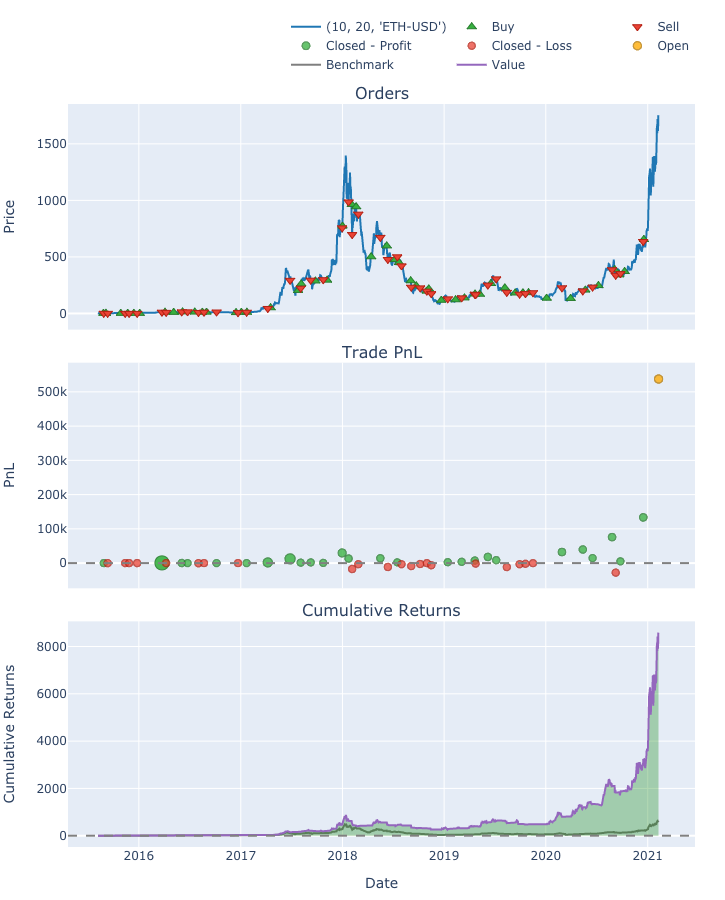 (10, 20, 'ETH-USD') Buy Sell
Closed - Profit Closed - Loss Open
Benchmark Value
Orders
1500
1000
500
0
Price
Trade PnL
500k
400k
300k
200k
100k
0
PnL
Cumulative Returns
8000
6000
4000
2000
0
Cumulative Returns
2016 2017 2018 2019 2020 2021
Date